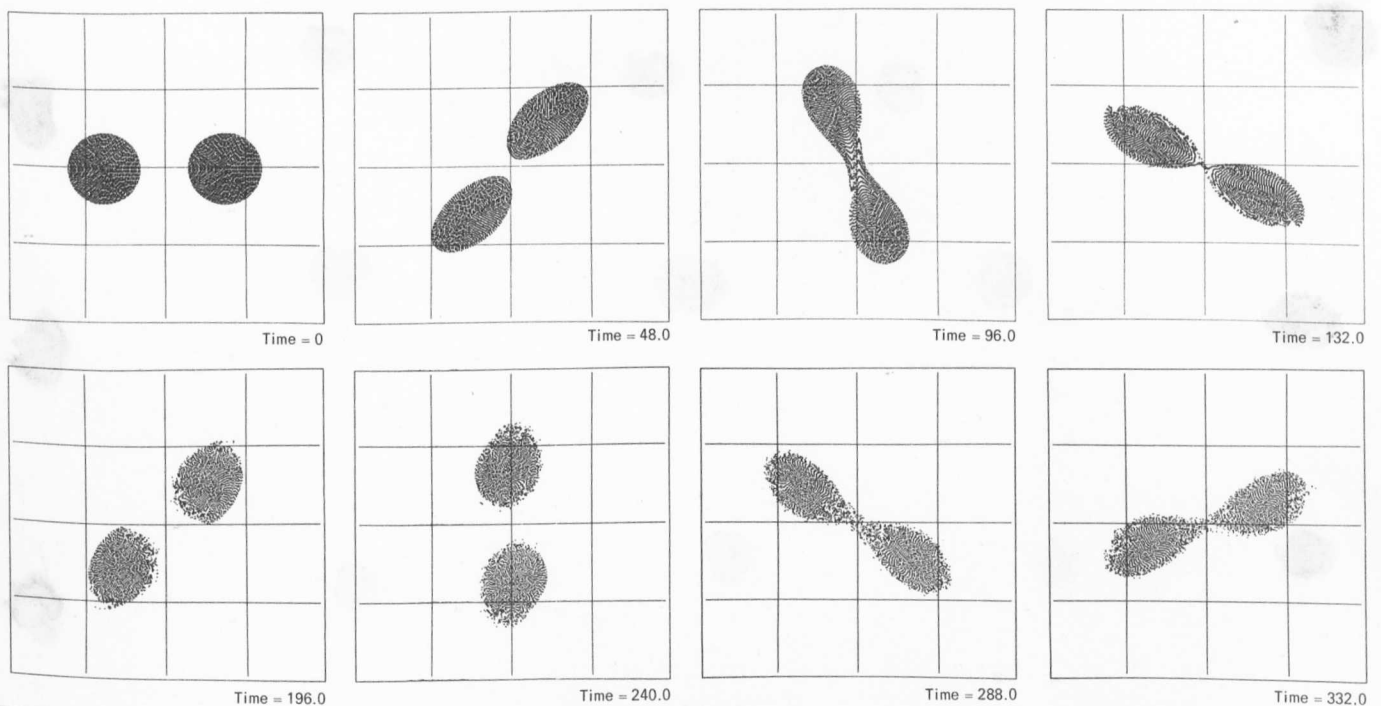 Time = 0
Time = 48.0
Time = 96.0
Time = 132.0
Time = 196.0
Time = 240.0
Time = 288.0
Time = 332.0